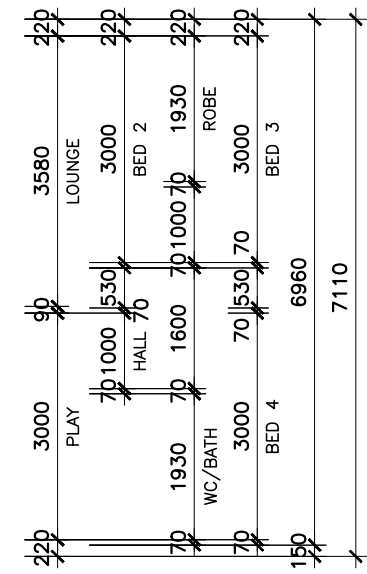 220 3000 90 3580 220
PLAY LOUNGE
70 1000 530 3000 220
HALL 70 BED 2
70 1930 70 1600 70 1000 70 1930 220
WC/BATH ROBE
70 3000 70 530 70 3000 220
BED 4 BED 3
150 6960
7110